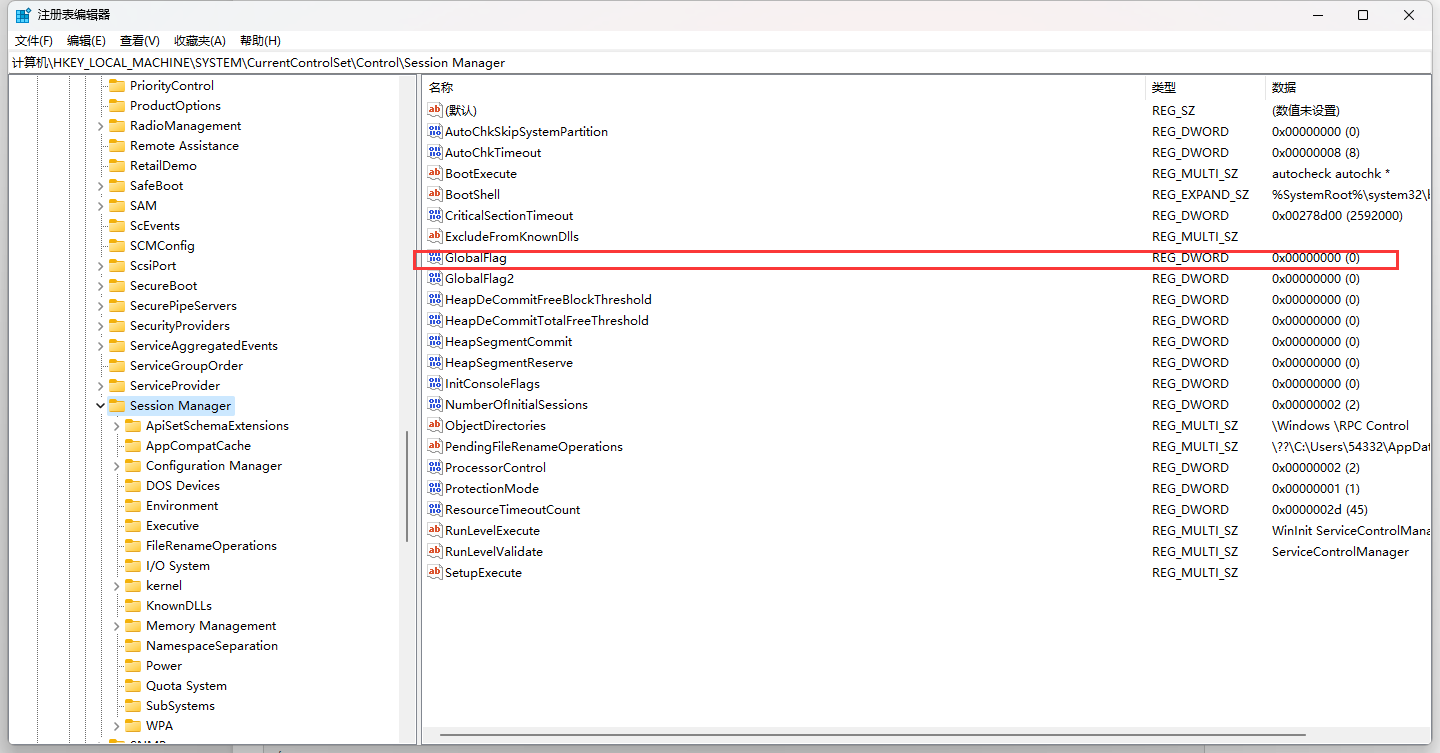 注册表编辑器
文件(F) 编辑(E) 查看(V) 收藏夹(A) 帮助(H)
计算机\HKEY_LOCAL_MACHINE\SYSTEM\CurrentControlSet\Control\Session Manager
PriorityControl
ProductOptions
RadioManagement
Remote Assistance
RetailDemo
SafeBoot
SAM
ScEvents
SCMConfig
ScsiPort
SecureBoot
SecurePipeServers
SecurityProviders
ServiceAggregatedEvents
ServiceGroupOrder
ServiceProvider
Session Manager
ApiSetSchemaExtensions
AppCompatCache
Configuration Manager
DOS Devices
Environment
Executive
FileRenameOperations
I/O System
kernel
KnownDLLs
Memory Management
NamespaceSeparation
Power
Quota System
SubSystems
WPA
名称 类型 数据
(默认) REG_SZ (数值未设置)
AutoChkSkipSystemPartition REG_DWORD 0x00000000 (0)
AutoChkTimeout REG_DWORD 0x00000008 (8)
BootExecute REG_MULTI_SZ autocheck autochk *
BootShell REG_EXPAND_SZ %SystemRoot%\system32\
CriticalSectionTimeout REG_DWORD 0x00278d00 (2592000)
ExcludeFromKnownDlls REG_MULTI_SZ
GlobalFlag REG_DWORD 0x00000000 (0)
GlobalFlag2 REG_DWORD 0x00000000 (0)
HeapDeCommitFreeBlockThreshold REG_DWORD 0x00000000 (0)
HeapDeCommitTotalFreeThreshold REG_DWORD 0x00000000 (0)
HeapSegmentCommit REG_DWORD 0x00000000 (0)
HeapSegmentReserve REG_DWORD 0x00000000 (0)
InitConsoleFlags REG_DWORD 0x00000000 (0)
NumberOfInitialSessions REG_DWORD 0x00000002 (2)
ObjectDirectories REG_MULTI_SZ \Windows \RPC Control
PendingFileRenameOperations REG_MULTI_SZ \??\C:\Users\54332\AppDat
ProcessorControl REG_DWORD 0x00000002 (2)
ProtectionMode REG_DWORD 0x00000001 (1)
ResourceTimeoutCount REG_DWORD 0x0000002d (45)
RunLevelExecute REG_MULTI_SZ WinInit ServiceControlMana
RunLevelValidate REG_MULTI_SZ ServiceControlManager
SetupExecute REG_MULTI_SZ